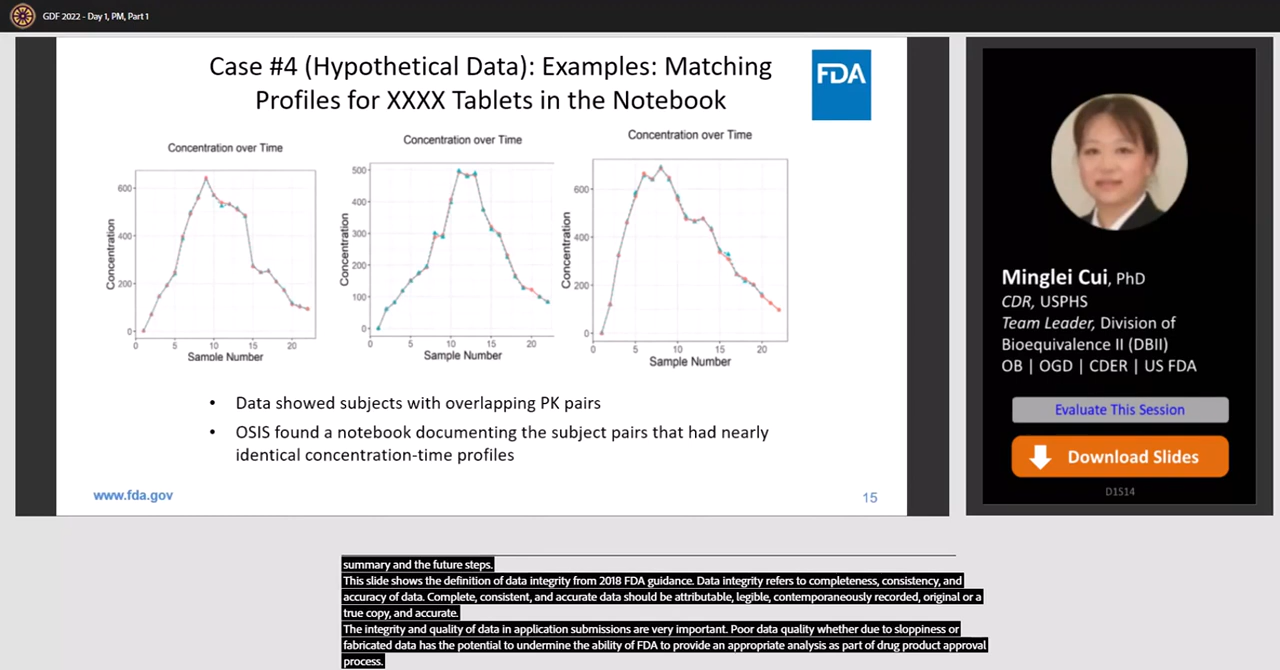 GDF 2022 - Day 1, PM, Part 1
Case #4 (Hypothetical Data): Examples: Matching
Profiles for XXXX Tablets in the Notebook
FDA
Concentration over Time
Concentration
600
400
200
0
0 5 10 15 20
Sample Number
Concentration over Time
Concentration
500
400
300
200
100
0
0 5 10 15 20
Sample Number
Concentration over Time
Concentration
600
400
200
0
0 5 10 15 20
Sample Number
• Data showed subjects with overlapping PK pairs
• OSIS found a notebook documenting the subject pairs that had nearly
identical concentration-time profiles
www.fda.gov
15
Minglei Cui, PhD
CDR, USPHS
Team Leader, Division of
Bioequivalence II (DBII)
OB | OGD | CDER | US FDA
Evaluate This Session
Download Slides
D1S14
summary and the future steps.
This slide shows the definition of data integrity from 2018 FDA guidance. Data integrity refers to completeness, consistency, and
accuracy of data. Complete, consistent, and accurate data should be attributable, legible, contemporaneously recorded, original or a
true copy, and accurate.
The integrity and quality of data in application submissions are very important. Poor data quality whether due to sloppiness or
fabricated data has the potential to undermine the ability of FDA to provide an appropriate analysis as part of drug product approval
process.